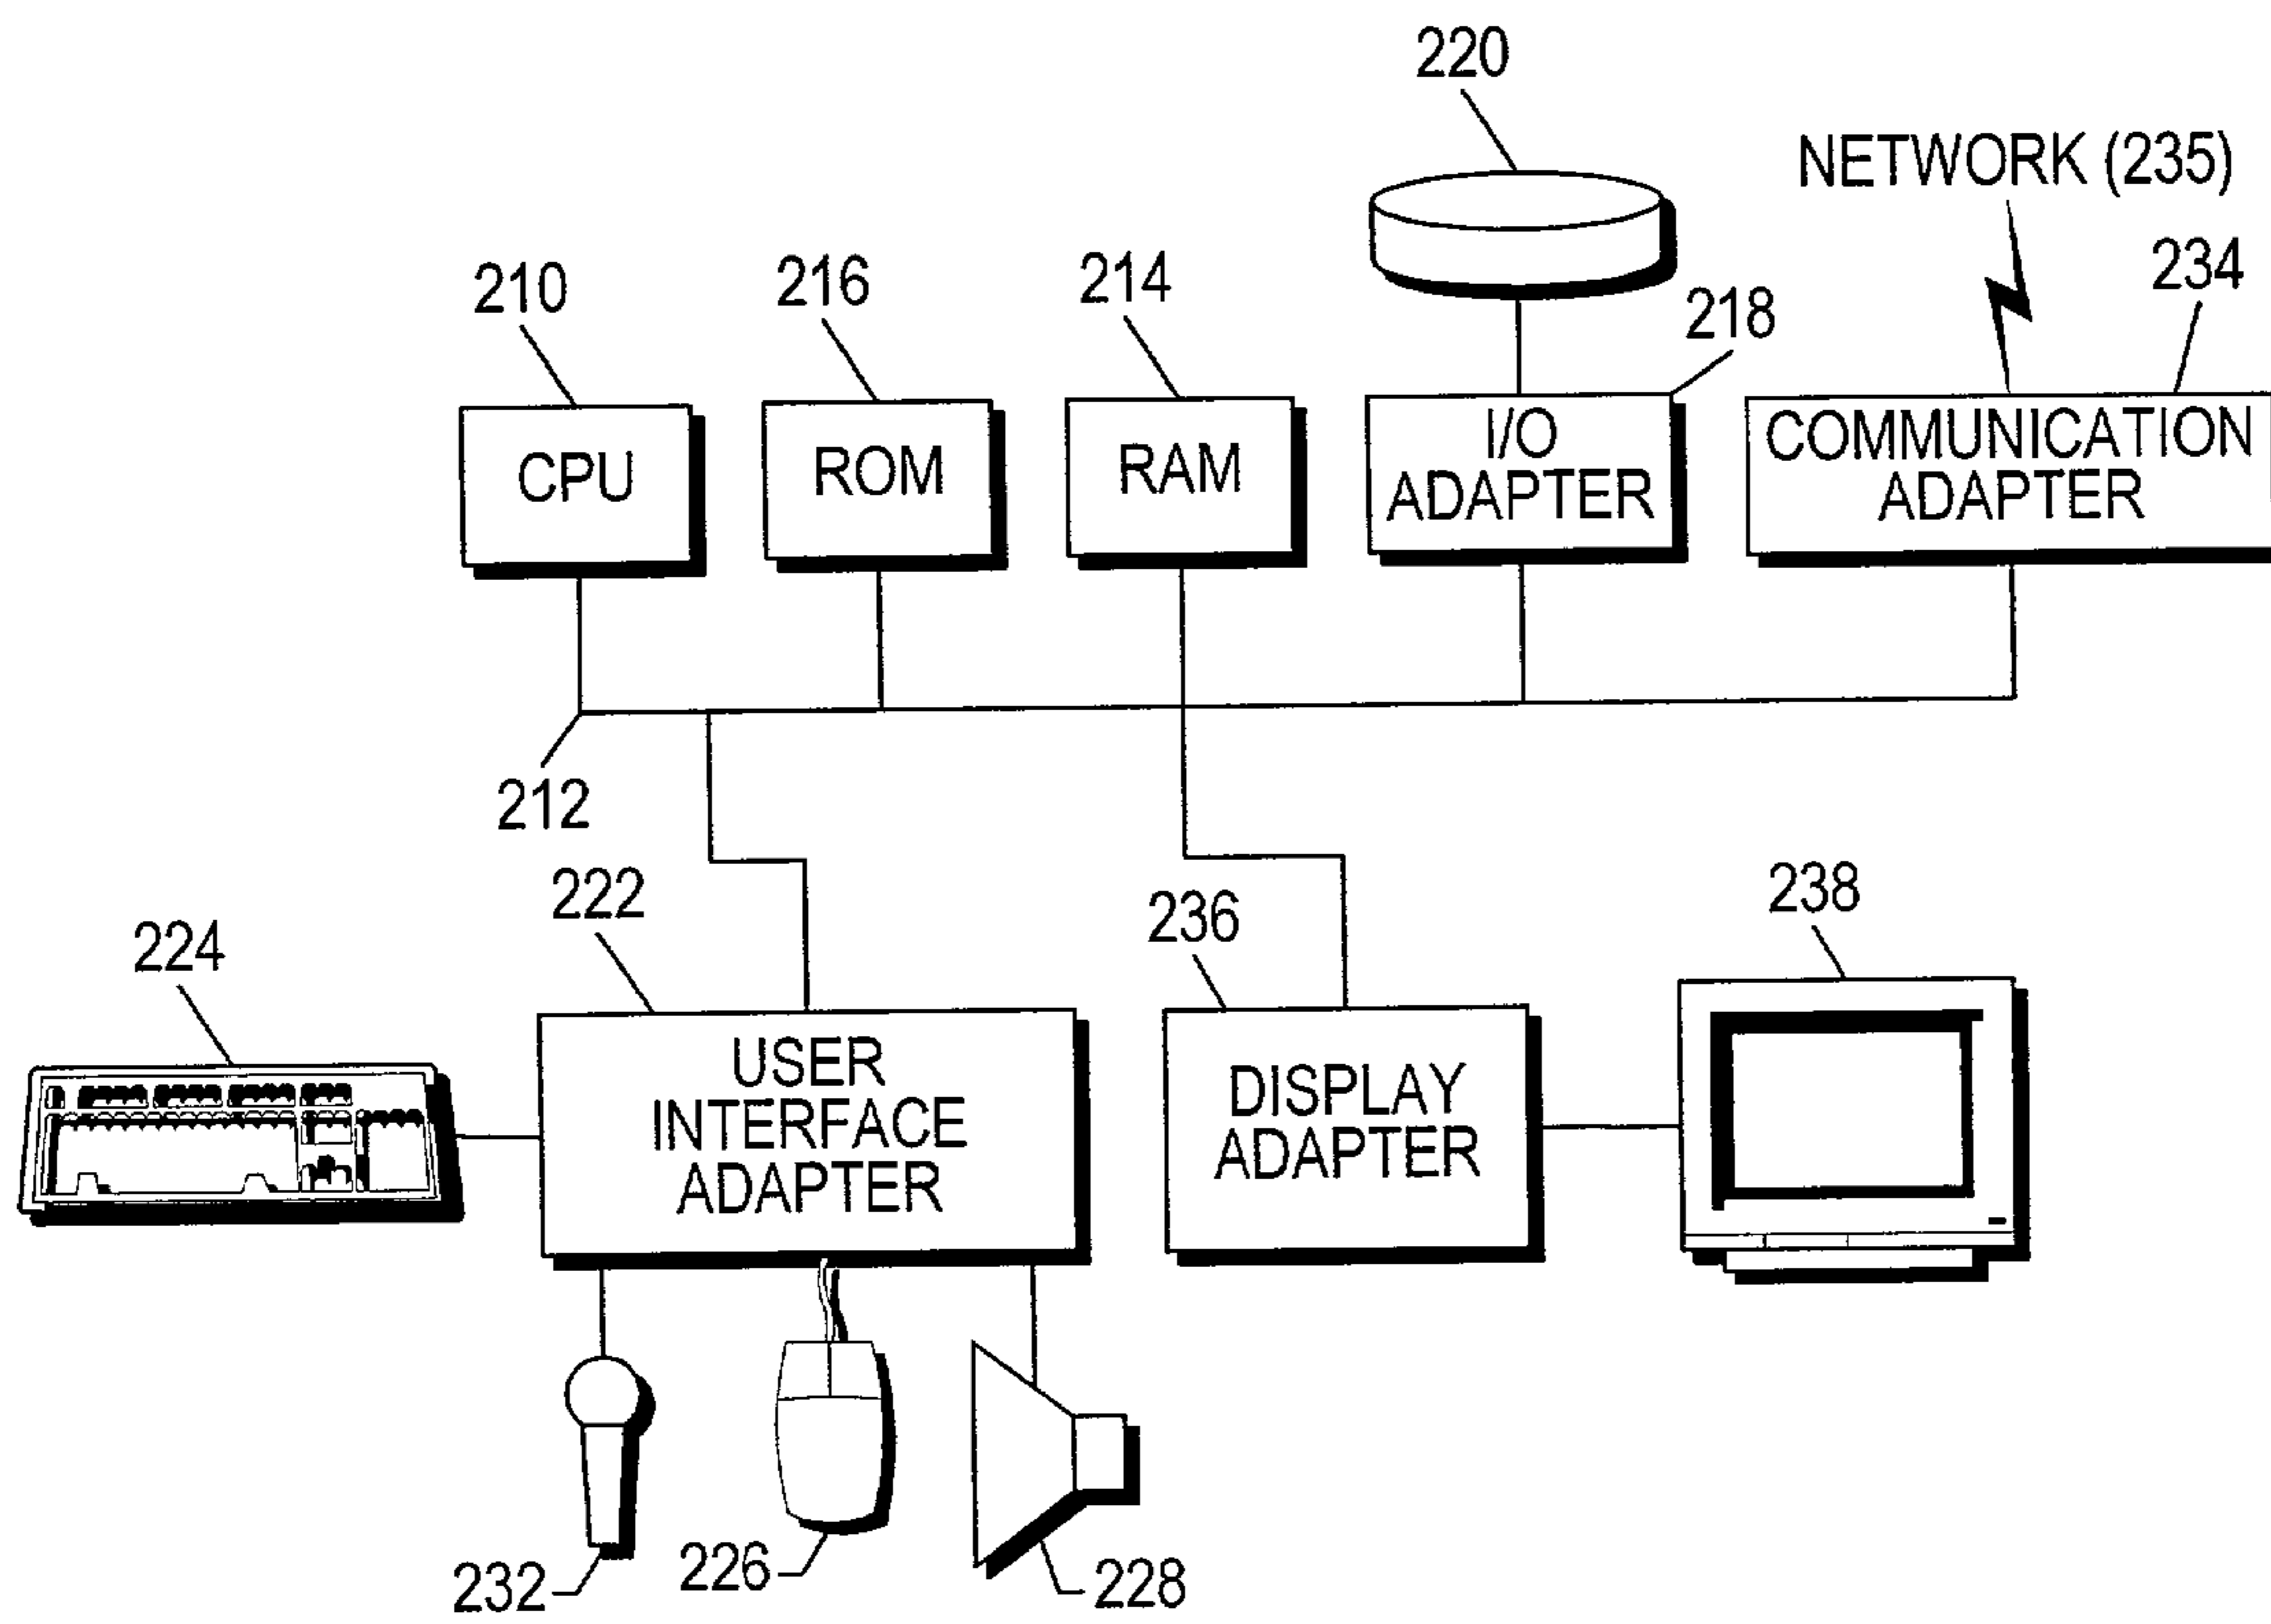 220
NETWORK (235)
210
216
214
218
234
CPU
ROM
RAM
I/O
ADAPTER
COMMUNICATION
ADAPTER
212
222
236
238
224
USER
INTERFACE
ADAPTER
DISPLAY
ADAPTER
232
226
228